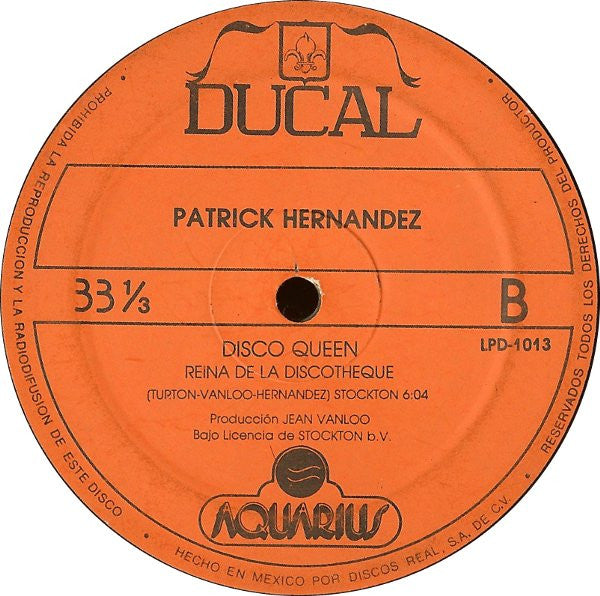 DUCAL
PATRICK HERNANDEZ
33 ⅓
B
LPD-1013
DISCO QUEEN
REINA DE LA DISCOTHEQUE
(TURTON-VANLOO-HERNANDEZ) STOCKTON 6:04
Producción JEAN VANLOO
Bajo Licencia de STOCKTON b.V.
AQUARIUS
• PROHIBIDA LA REPRODUCCION Y LA RADIODIFUSION DE ESTE DISCO • HECHO EN MEXICO POR DISCOS REAL, S.A. DE C.V. • RESERVADOS TODOS LOS DERECHOS DEL PRODUCTOR •